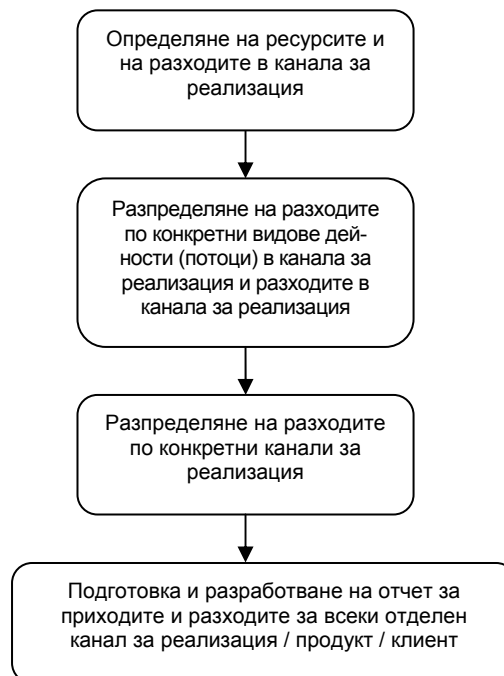 Определяне на ресурсите и
на разходите в канала за
реализация
Разпределяне на разходите
по конкретни видове дей-
ности (потоци) в канала за
реализация и разходите в
канала за реализация
Разпределяне на разходите
по конкретни канали за
реализация
Подготовка и разработване на отчет за
приходите и разходите за всеки отделен
канал за реализация / продукт / клиент